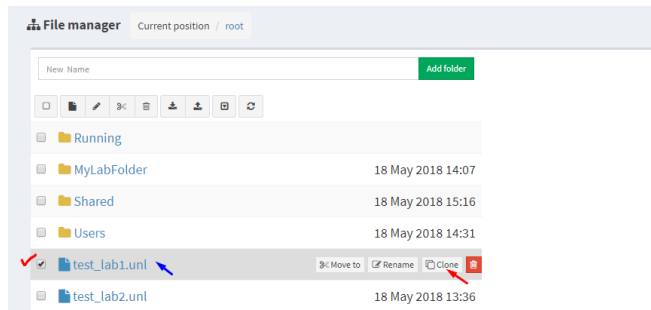 File manager Current position / root
New Name Add folder
Running
MyLabFolder 18 May 2018 14:07
Shared 18 May 2018 15:16
Users 18 May 2018 14:31
test_lab1.unl Move to Rename Clone
test_lab2.unl 18 May 2018 13:36